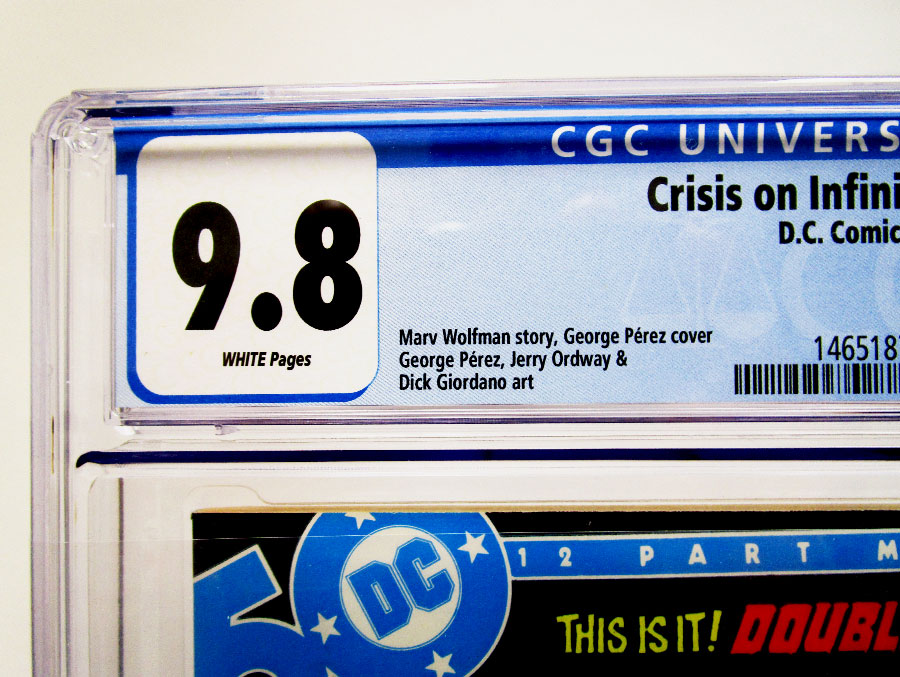 CGC UNIVERS
9.8
WHITE Pages
Crisis on Infini
D.C. Comic
Marv Wolfman story, George Pérez cover
George Pérez, Jerry Ordway &
Dick Giordano art
1465187
DC
12 PART M
THIS IS IT! DOUBL